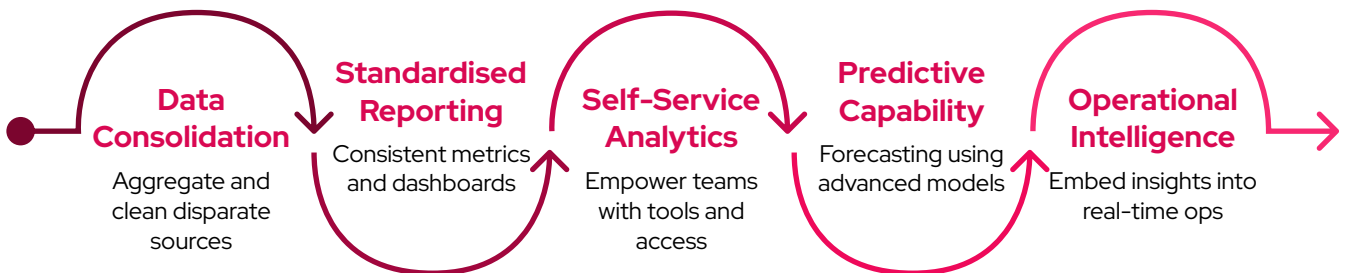 Data
Consolidation
Aggregate and
clean disparate
sources
Standardised
Reporting
Consistent metrics
and dashboards
Self-Service
Analytics
Empower teams
with tools and
access
Predictive
Capability
Forecasting using
advanced models
Operational
Intelligence
Embed insights into
real-time ops